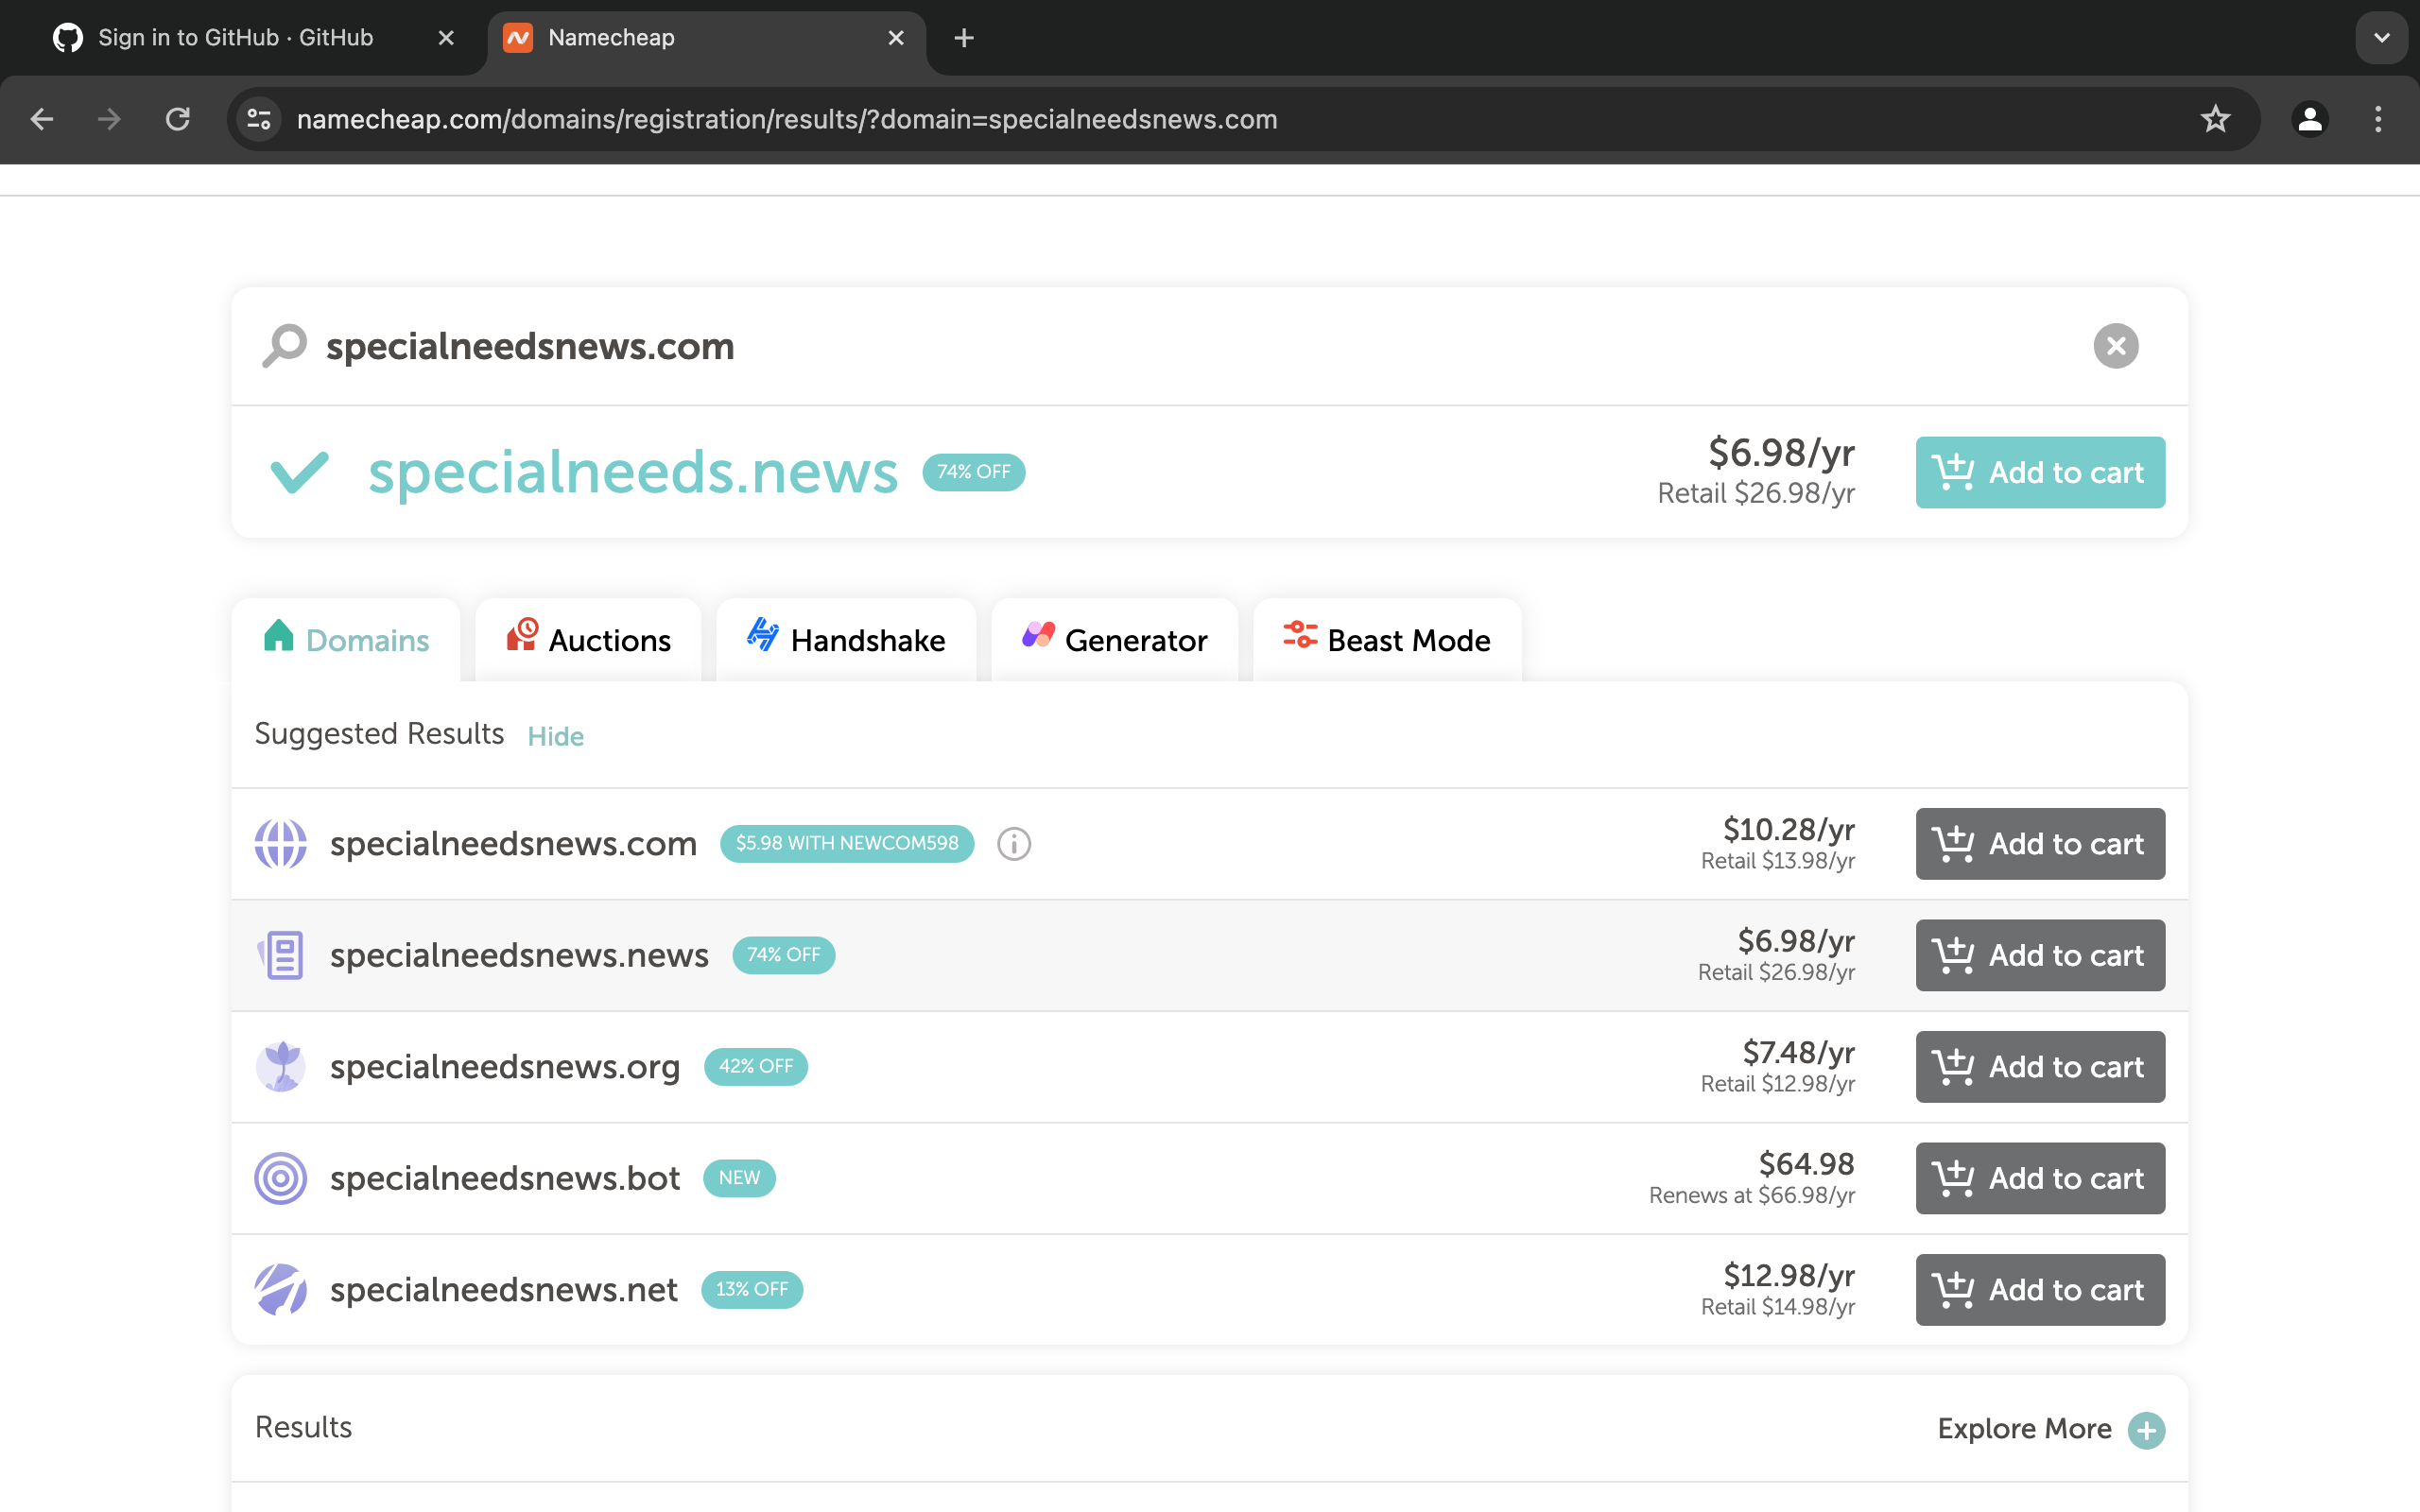 Sign in to GitHub · GitHub
Namecheap
namecheap.com/domains/registration/results/?domain=specialneedsnews.com
specialneedsnews.com
specialneeds.news 74% OFF $6.98/yr Add to cart
Retail $26.98/yr
Domains Auctions Handshake Generator Beast Mode
Suggested Results Hide
specialneedsnews.com $5.98 WITH NEWCOM598 $10.28/yr Add to cart
Retail $13.98/yr
specialneedsnews.news 74% OFF $6.98/yr Add to cart
Retail $26.98/yr
specialneedsnews.org 42% OFF $7.48/yr Add to cart
Retail $12.98/yr
specialneedsnews.bot NEW $64.98 Add to cart
Renews at $66.98/yr
specialneedsnews.net 13% OFF $12.98/yr Add to cart
Retail $14.98/yr
Results Explore More